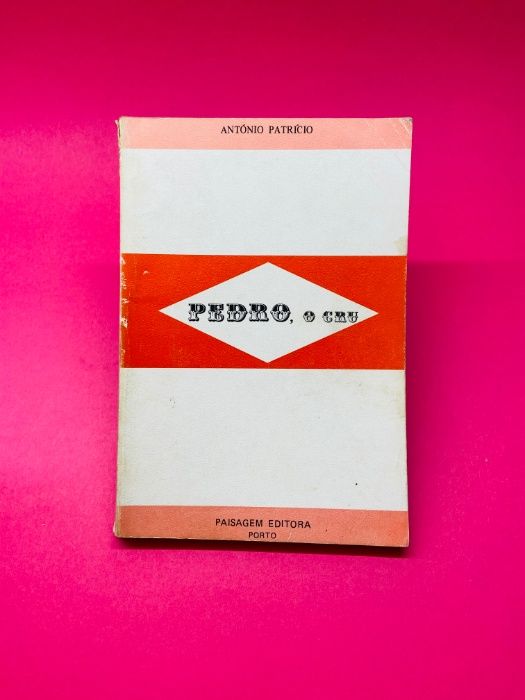 ANTÓNIO PATRÍCIO
PEDRO, O CRU
PAISAGEM EDITORA
PORTO